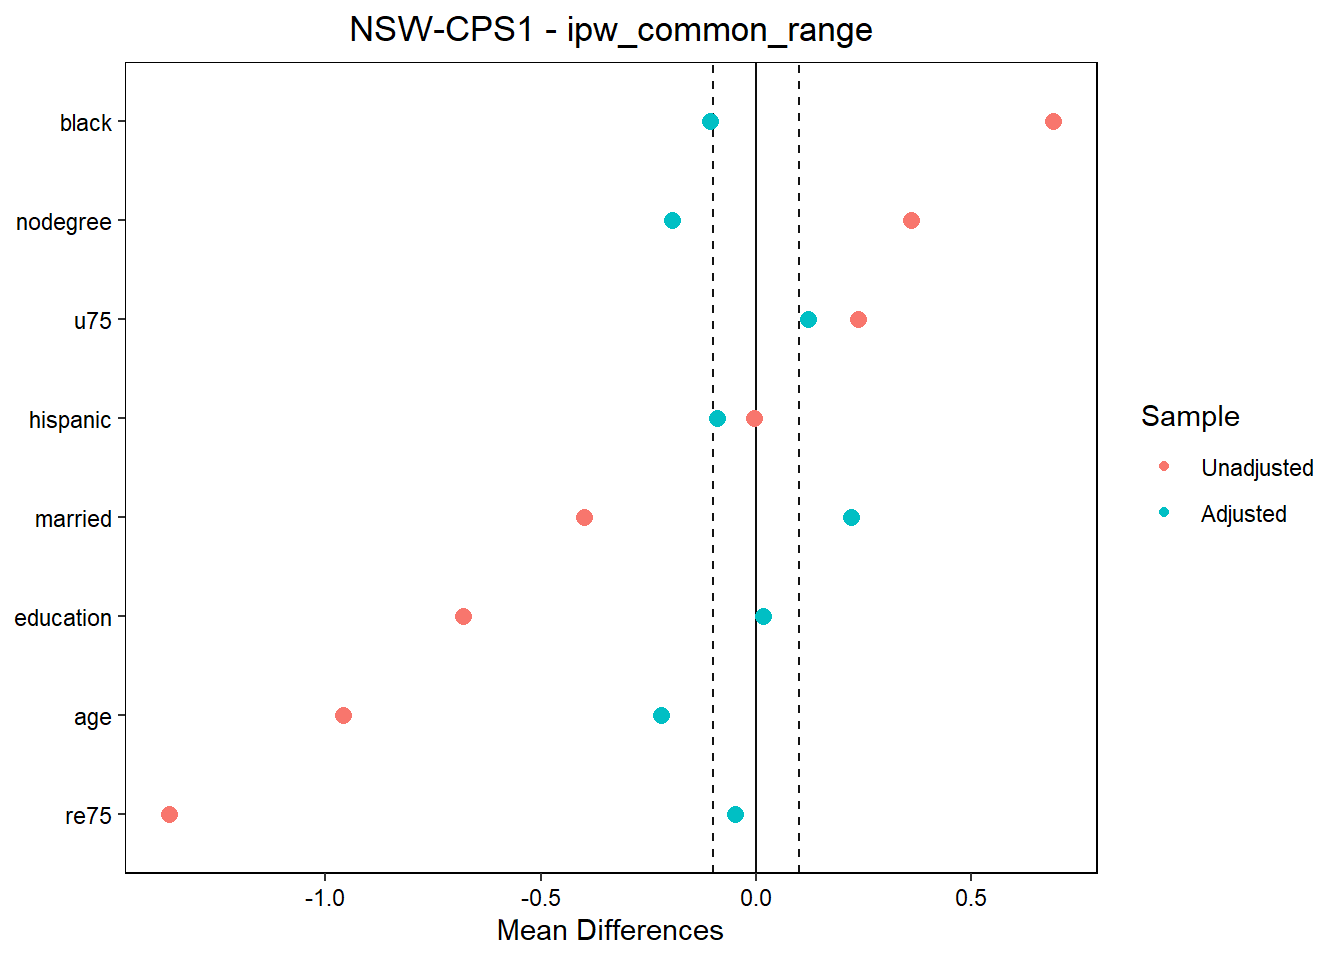 NSW-CPS1 - ipw_common_range
black
nodegree
u75
hispanic
married
education
age
re75
-1.0 -0.5 0.0 0.5
Mean Differences
Sample
Unadjusted
Adjusted